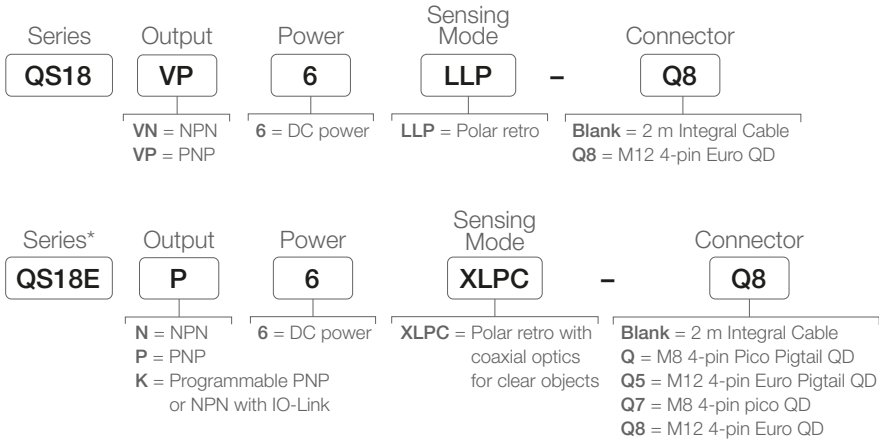 Series Output Power Sensing Mode Connector
QS18 VP 6 LLP – Q8
VN = NPN 6 = DC power LLP = Polar retro Blank = 2 m Integral Cable
VP = PNP Q8 = M12 4-pin Euro QD
Series* Output Power Sensing Mode Connector
QS18E P 6 XLPC – Q8
N = NPN 6 = DC power XLPC = Polar retro with Blank = 2 m Integral Cable
P = PNP coaxial optics Q = M8 4-pin Pico Pigtail QD
K = Programmable PNP for clear objects Q5 = M12 4-pin Euro Pigtail QD
or NPN with IO-Link Q7 = M8 4-pin pico QD
Q8 = M12 4-pin Euro QD